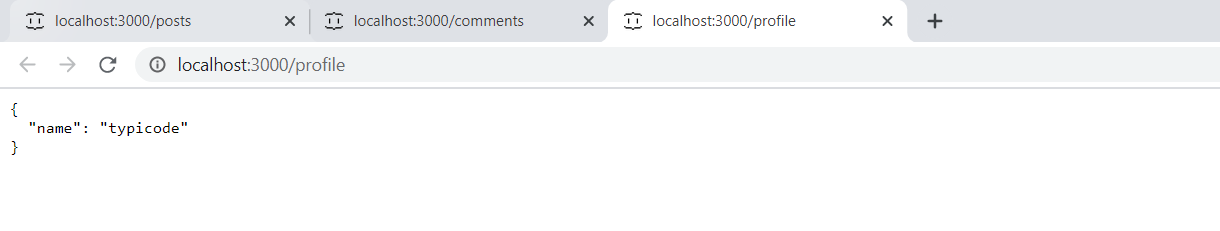 localhost:3000/posts
localhost:3000/comments
localhost:3000/profile
localhost:3000/profile
{
  "name": "typicode"
}